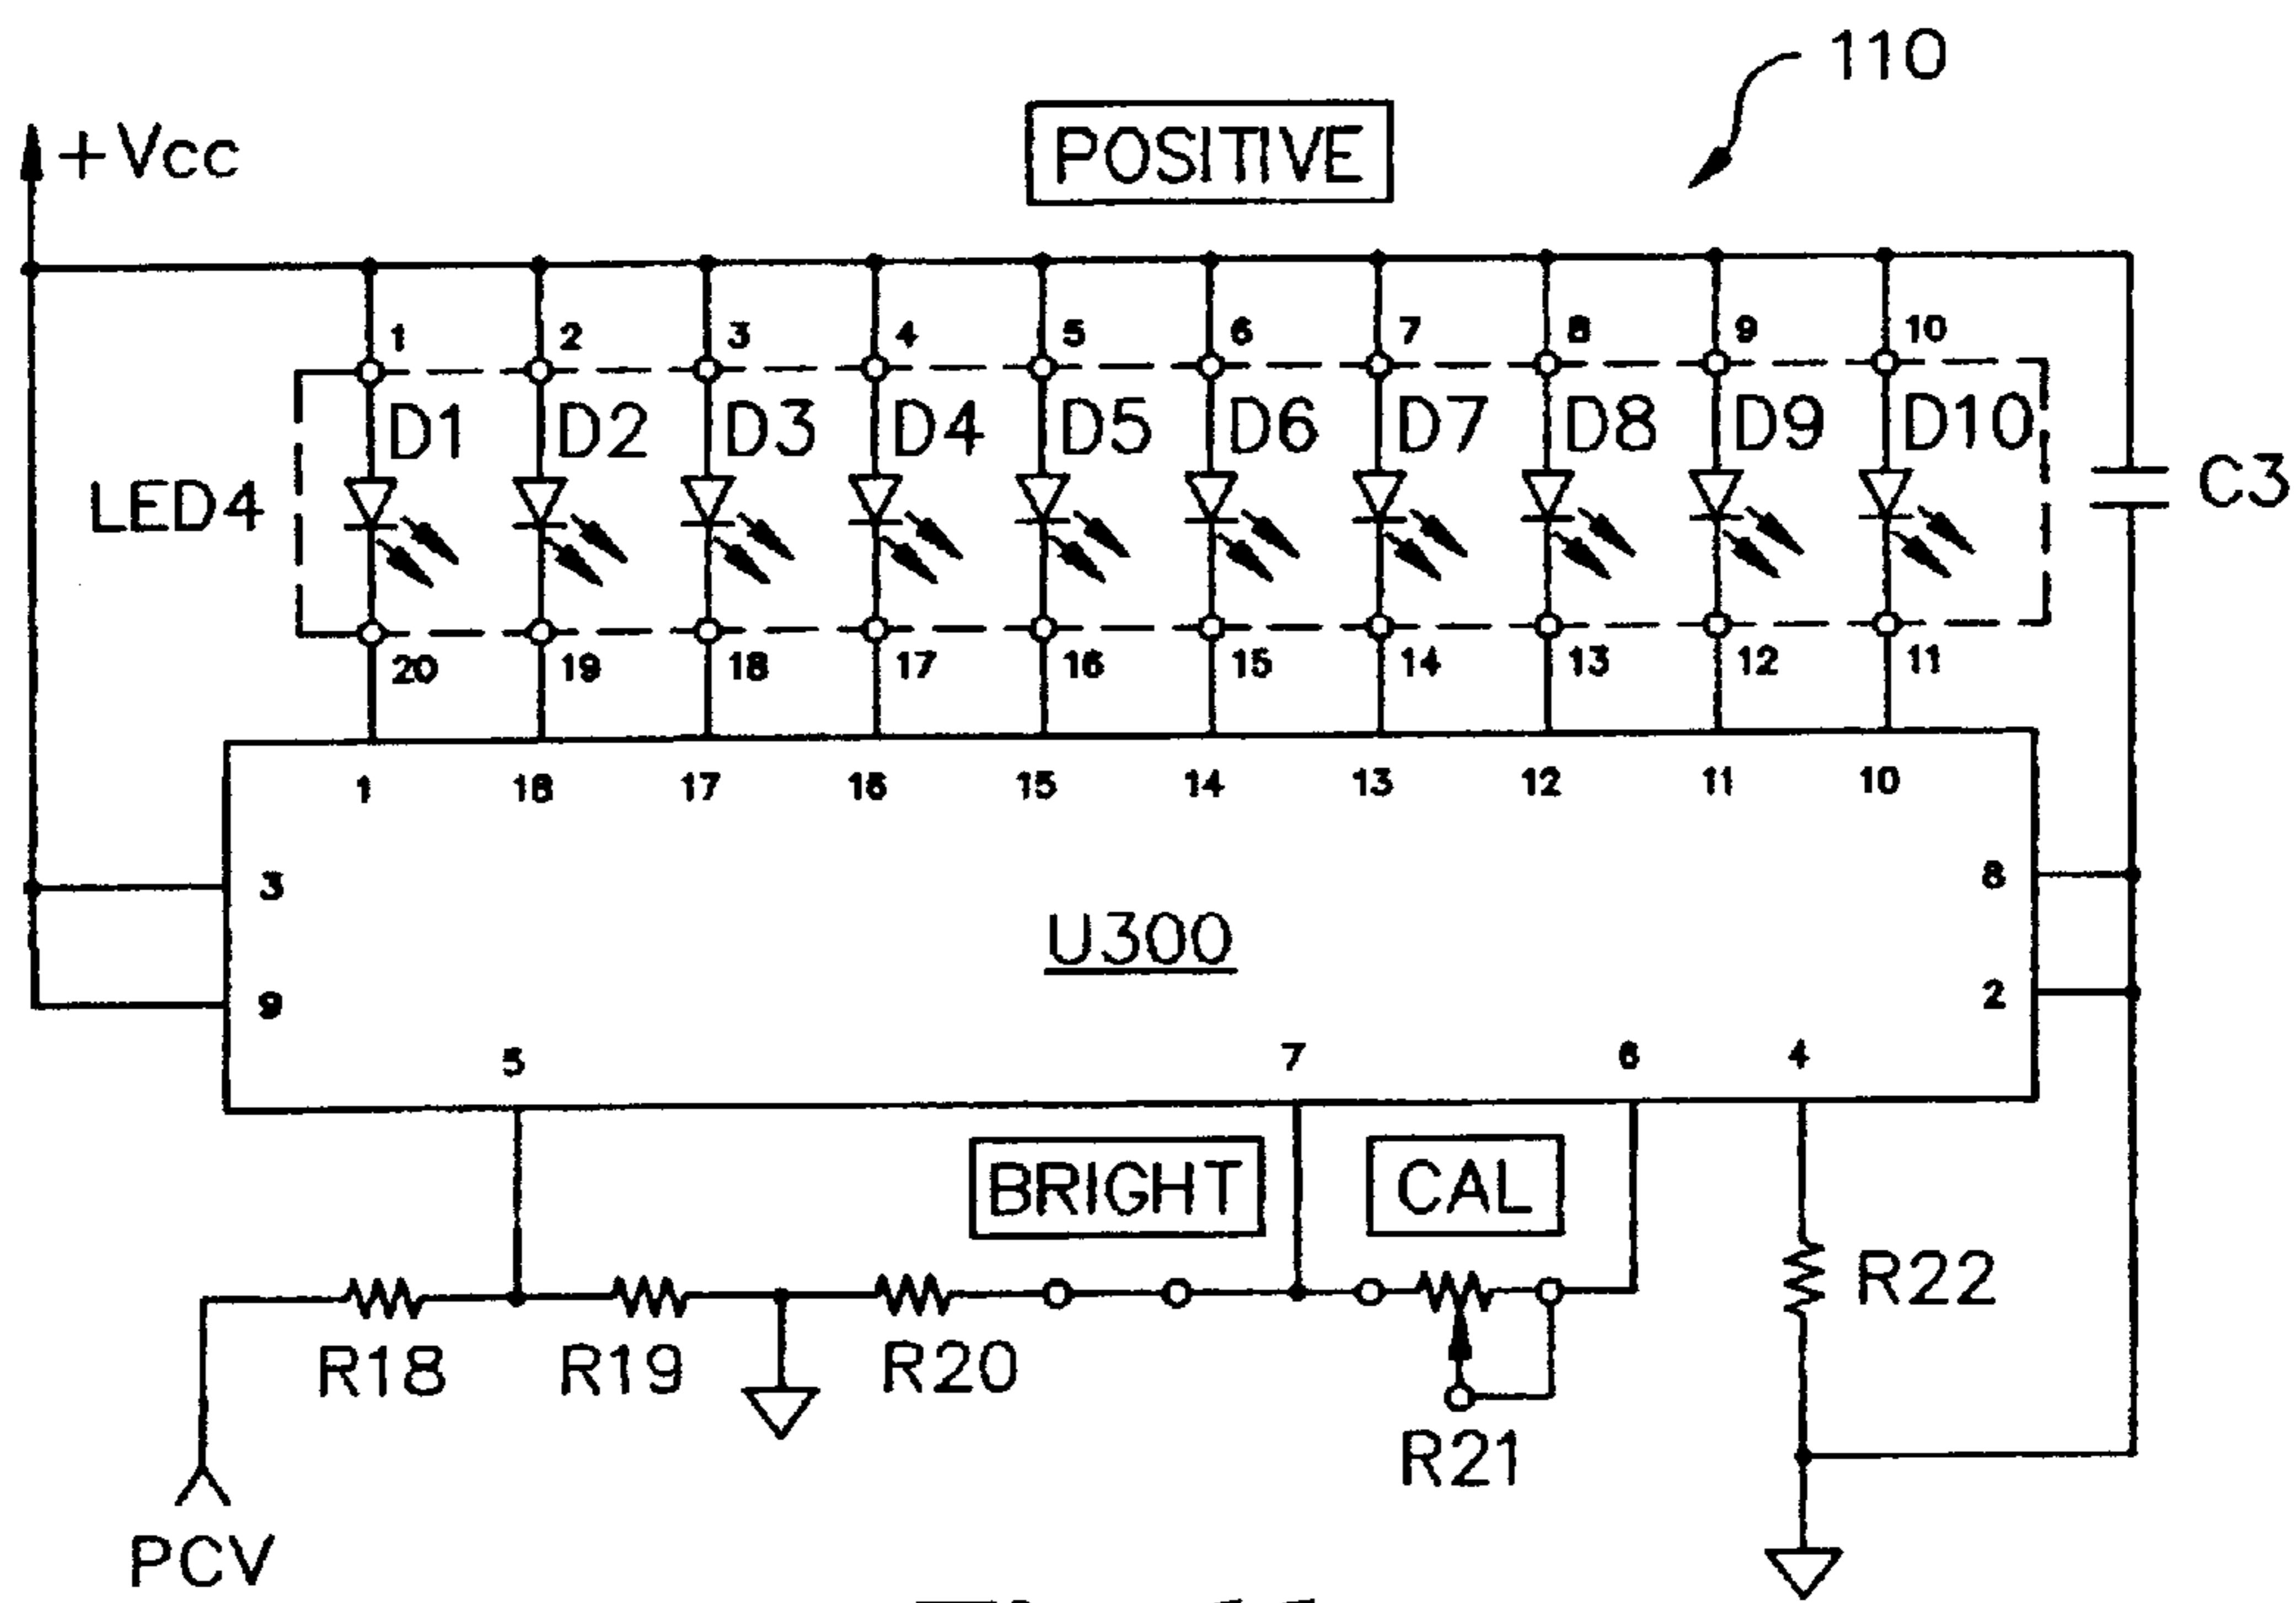 110
+Vcc
POSITIVE
1 2 3 4 5 6 7 8 9 10
D1 D2 D3 D4 D5 D6 D7 D8 D9 D10
LED4
C3
20 19 18 17 16 15 14 13 12 11
1 18 17 16 15 14 13 12 11 10
3
8
U300
9
2
5 7 6 4
BRIGHT
CAL
R22
R18
R19
R20
R21
PCV